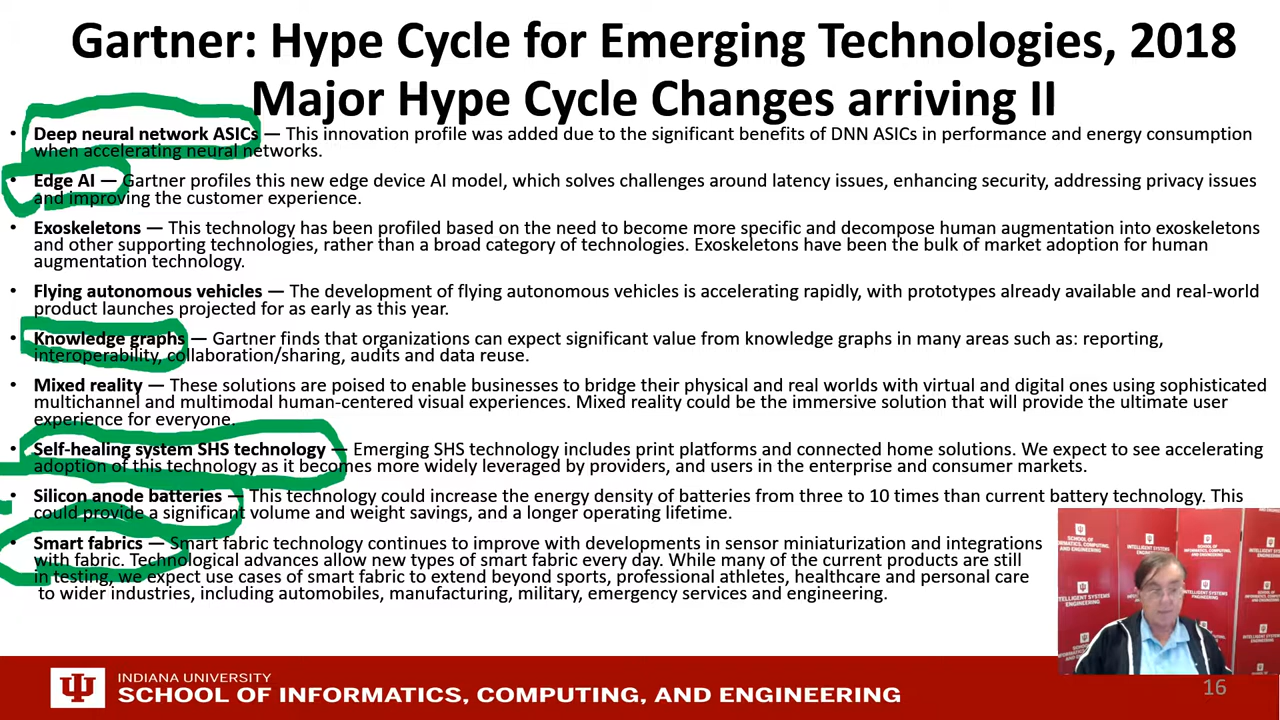 Gartner: Hype Cycle for Emerging Technologies, 2018
Major Hype Cycle Changes arriving II
• Deep neural network ASICs — This innovation profile was added due to the significant benefits of DNN ASICs in performance and energy consumption
when accelerating neural networks.
• Edge AI — Gartner profiles this new edge device AI model, which solves challenges around latency issues, enhancing security, addressing privacy issues
and improving the customer experience.
• Exoskeletons — This technology has been profiled based on the need to become more specific and decompose human augmentation into exoskeletons
and other supporting technologies, rather than a broad category of technologies. Exoskeletons have been the bulk of market adoption for human
augmentation technology.
• Flying autonomous vehicles — The development of flying autonomous vehicles is accelerating rapidly, with prototypes already available and real-world
product launches projected for as early as this year.
• Knowledge graphs — Gartner finds that organizations can expect significant value from knowledge graphs in many areas such as: reporting,
interoperability, collaboration/sharing, audits and data reuse.
• Mixed reality — These solutions are poised to enable businesses to bridge their physical and real worlds with virtual and digital ones using sophisticated
multichannel and multimodal human-centered visual experiences. Mixed reality could be the immersive solution that will provide the ultimate user
experience for everyone.
• Self-healing system SHS technology — Emerging SHS technology includes print platforms and connected home solutions. We expect to see accelerating
adoption of this technology as it becomes more widely leveraged by providers, and users in the enterprise and consumer markets.
• Silicon anode batteries — This technology could increase the energy density of batteries from three to 10 times than current battery technology. This
could provide a significant volume and weight savings, and a longer operating lifetime.
• Smart fabrics — Smart fabric technology continues to improve with developments in sensor miniaturization and integrations
with fabric. Technological advances allow new types of smart fabric every day. While many of the current products are still
in testing, we expect use cases of smart fabric to extend beyond sports, professional athletes, healthcare and personal care
to wider industries, including automobiles, manufacturing, military, emergency services and engineering.
INTELLIGENT SYSTEMS
ENGINEERING
INDIANA UNIVERSITY
SCHOOL OF INFORMATICS, COMPUTING, AND ENGINEERING
16